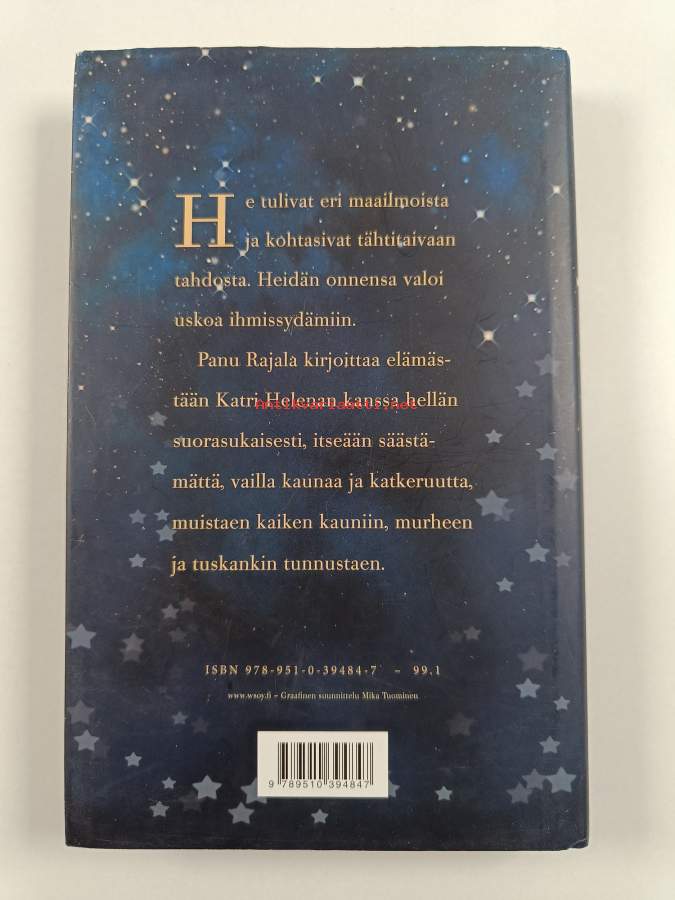 He tulivat eri maailmoista
ja kohtasivat tähtitaivaan
tahdosta. Heidän onnensa valoi
uskoa ihmissydämiin.
Panu Rajala kirjoittaa elämäs-
tään Katri Helenan kanssa hellän
Antikvariaatti.net
suorasukaisesti, itseään säästä-
mättä, vailla kaunaa ja katkeruutta,
muistaen kaiken kauniin, murheen
ja tuskankin tunnustaen.
ISBN 978-951-0-39484-7 – 99.1
www.wsoy.fi – Graafinen suunnittelu Mika Tuominen
9 789510 394847